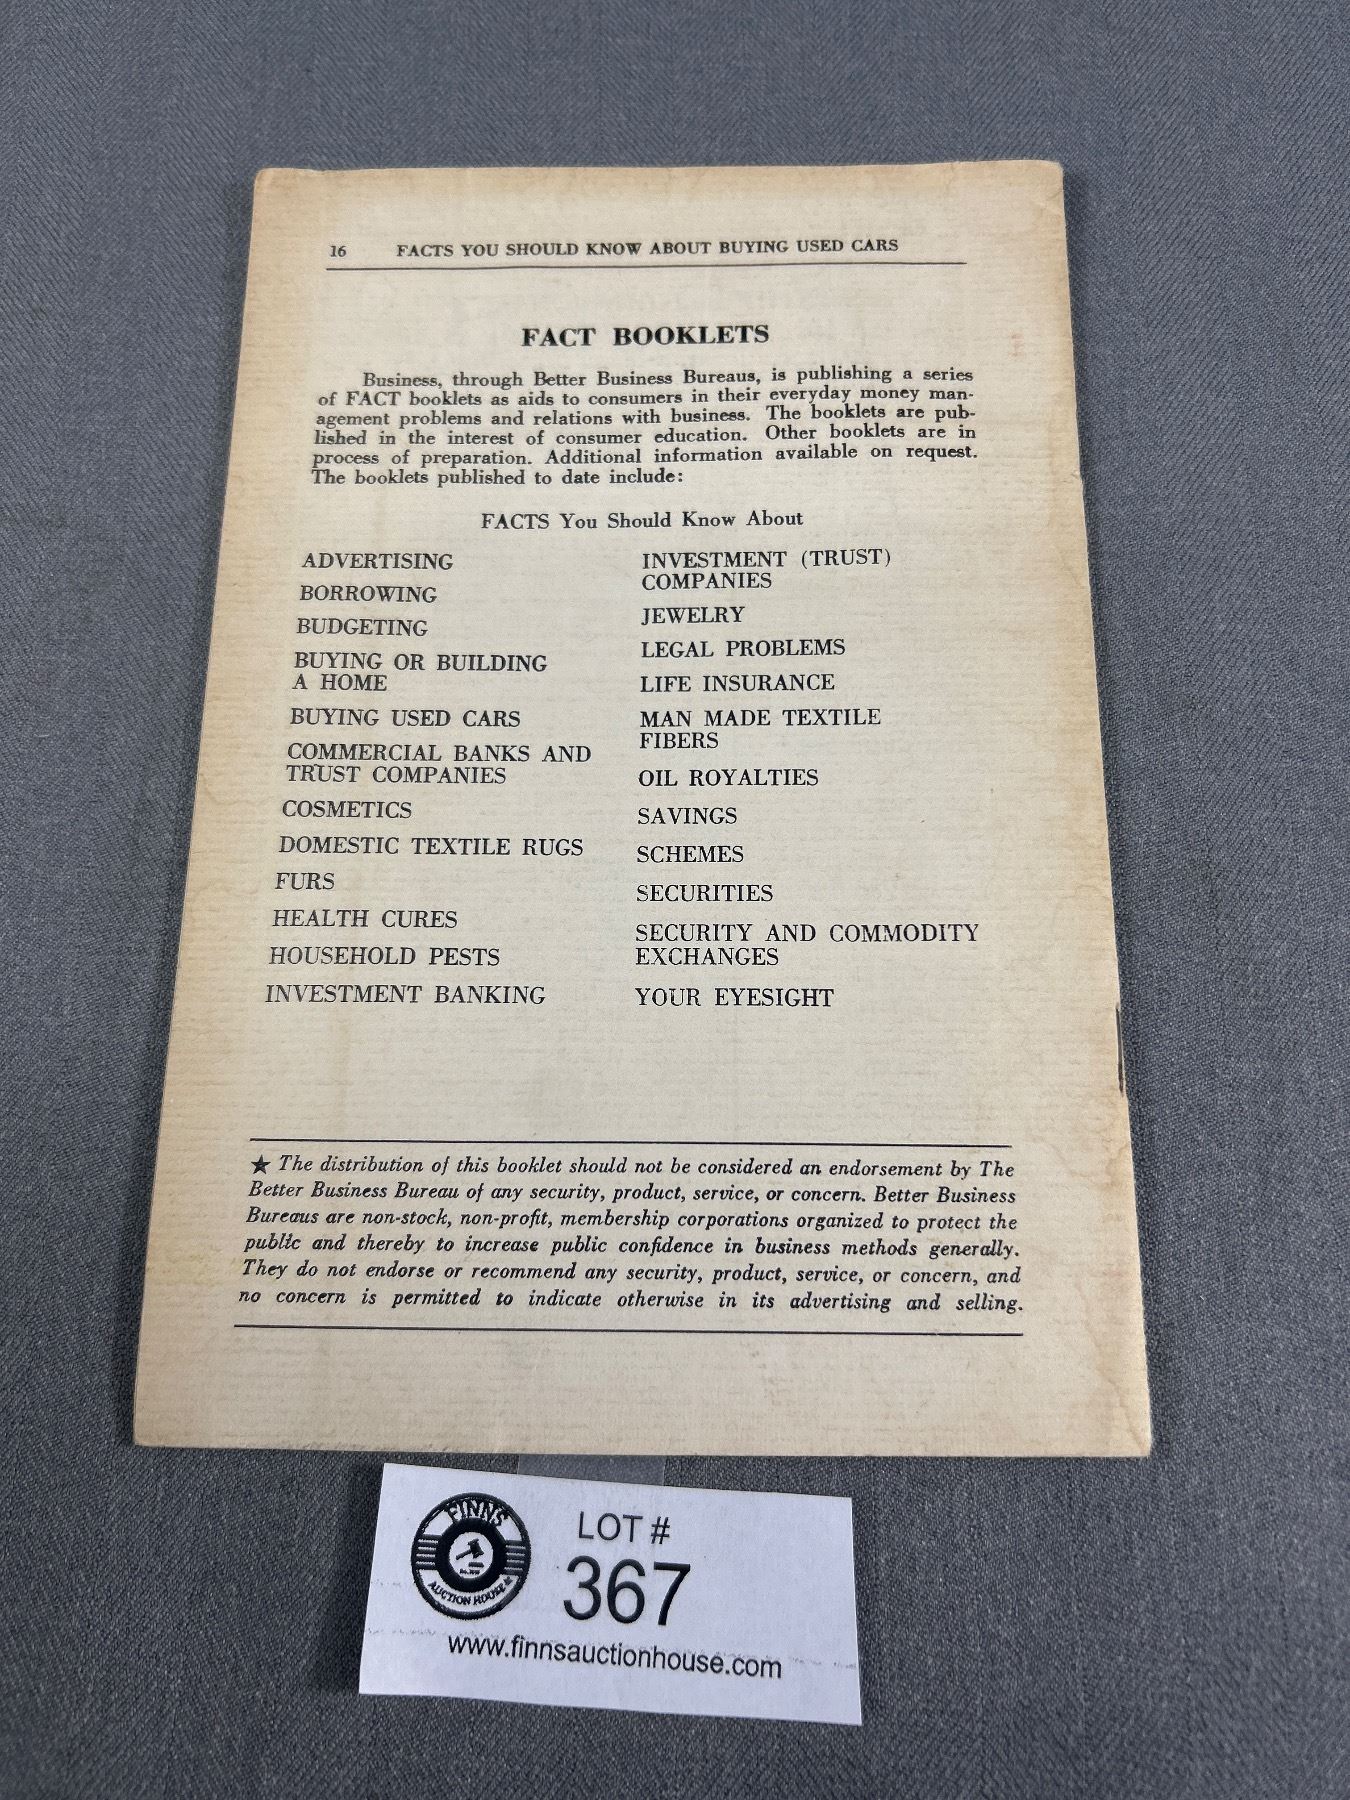 16 FACTS YOU SHOULD KNOW ABOUT BUYING USED CARS
FACT BOOKLETS
Business, through Better Business Bureaus, is publishing a series
of FACT booklets as aids to consumers in their everyday money man-
agement problems and relations with business. The booklets are pub-
lished in the interest of consumer education. Other booklets are in
process of preparation. Additional information available on request.
The booklets published to date include:
FACTS You Should Know About
ADVERTISING
BORROWING
BUDGETING
BUYING OR BUILDING
A HOME
BUYING USED CARS
COMMERCIAL BANKS AND
TRUST COMPANIES
COSMETICS
DOMESTIC TEXTILE RUGS
FURS
HEALTH CURES
HOUSEHOLD PESTS
INVESTMENT BANKING
INVESTMENT (TRUST)
COMPANIES
JEWELRY
LEGAL PROBLEMS
LIFE INSURANCE
MAN MADE TEXTILE
FIBERS
OIL ROYALTIES
SAVINGS
SCHEMES
SECURITIES
SECURITY AND COMMODITY
EXCHANGES
YOUR EYESIGHT
★ The distribution of this booklet should not be considered an endorsement by The
Better Business Bureau of any security, product, service, or concern. Better Business
Bureaus are non-stock, non-profit, membership corporations organized to protect the
public and thereby to increase public confidence in business methods generally.
They do not endorse or recommend any security, product, service, or concern, and
no concern is permitted to indicate otherwise in its advertising and selling.
FINNS
AUCTION HOUSE
LOT #
367
www.finnsauctionhouse.com